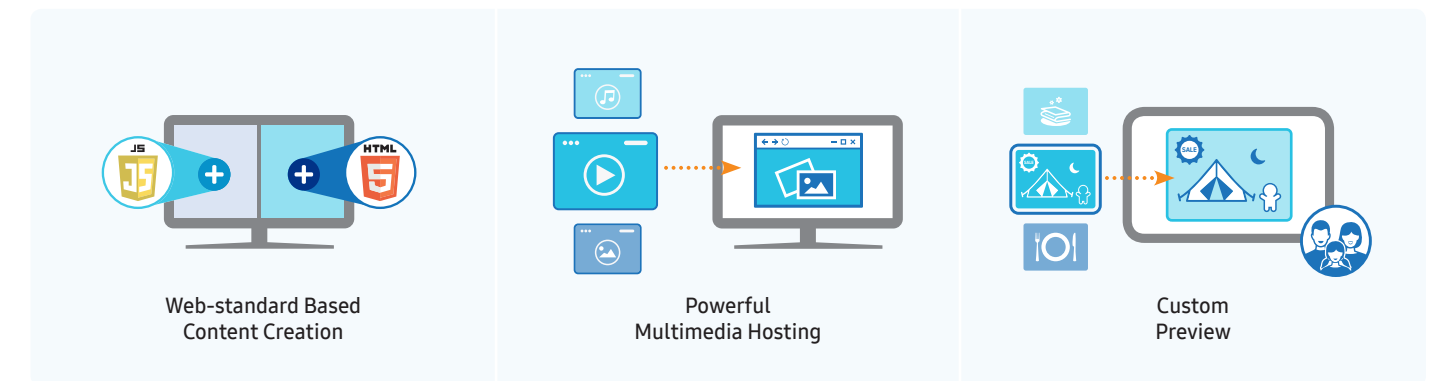 JS
HTML
Web-standard Based
Content Creation
Powerful
Multimedia Hosting
SALE
SALE
Custom
Preview